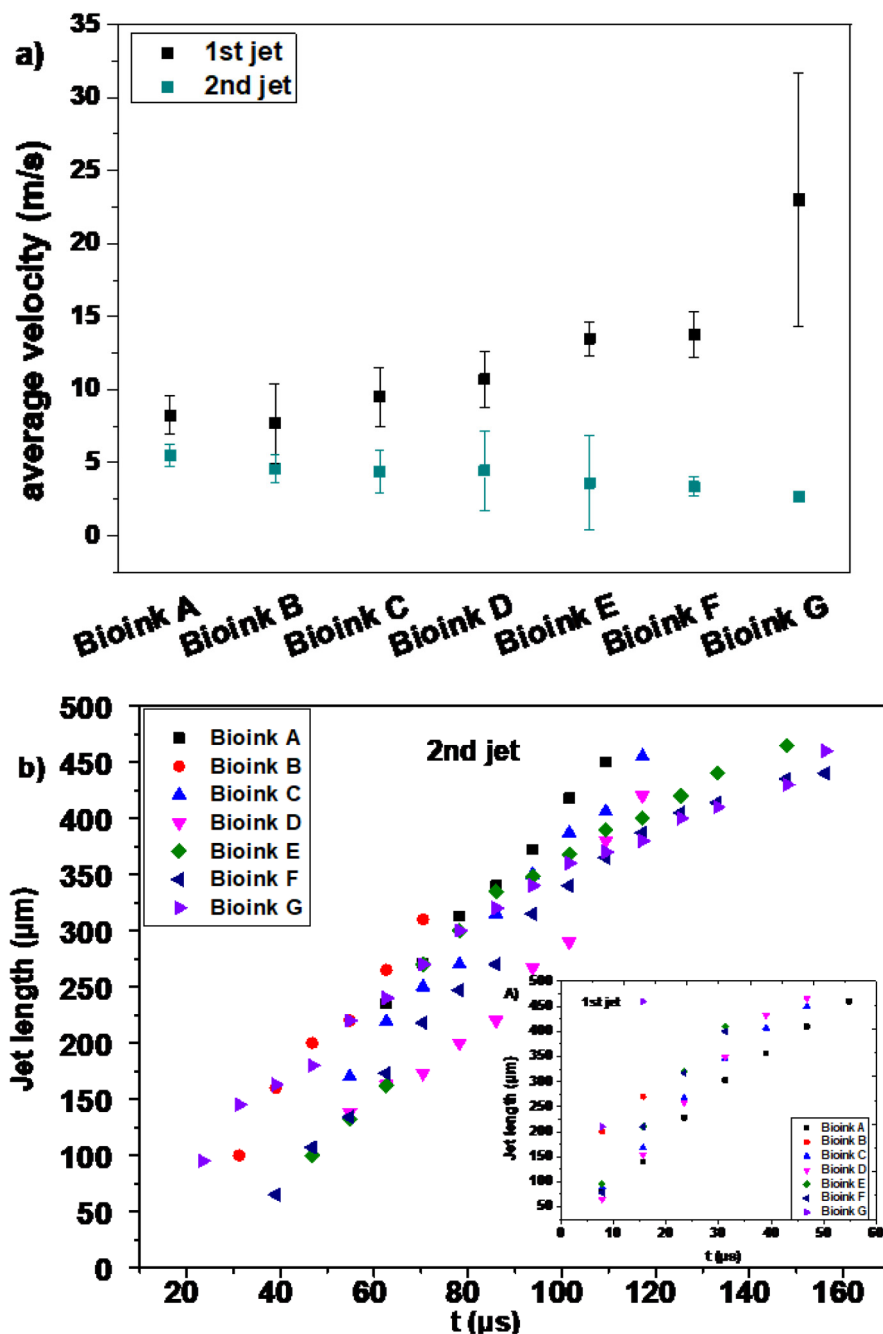 a)
1st jet
2nd jet
average velocity (m/s)
35
30
25
20
15
10
5
0
Bioink A
Bioink B
Bioink C
Bioink D
Bioink E
Bioink F
Bioink G
b)
2nd jet
Bioink A
Bioink B
Bioink C
Bioink D
Bioink E
Bioink F
Bioink G
Jet length (μm)
500
450
400
350
300
250
200
150
100
50
0
20 40 60 80 100 120 140 160
t (μs)
A)
1st jet
Jet length (μm)
500
450
400
350
300
250
200
150
100
50
Bioink A
Bioink B
Bioink C
Bioink D
Bioink E
Bioink F
Bioink G
0 10 20 30 40 50 60
t (μs)